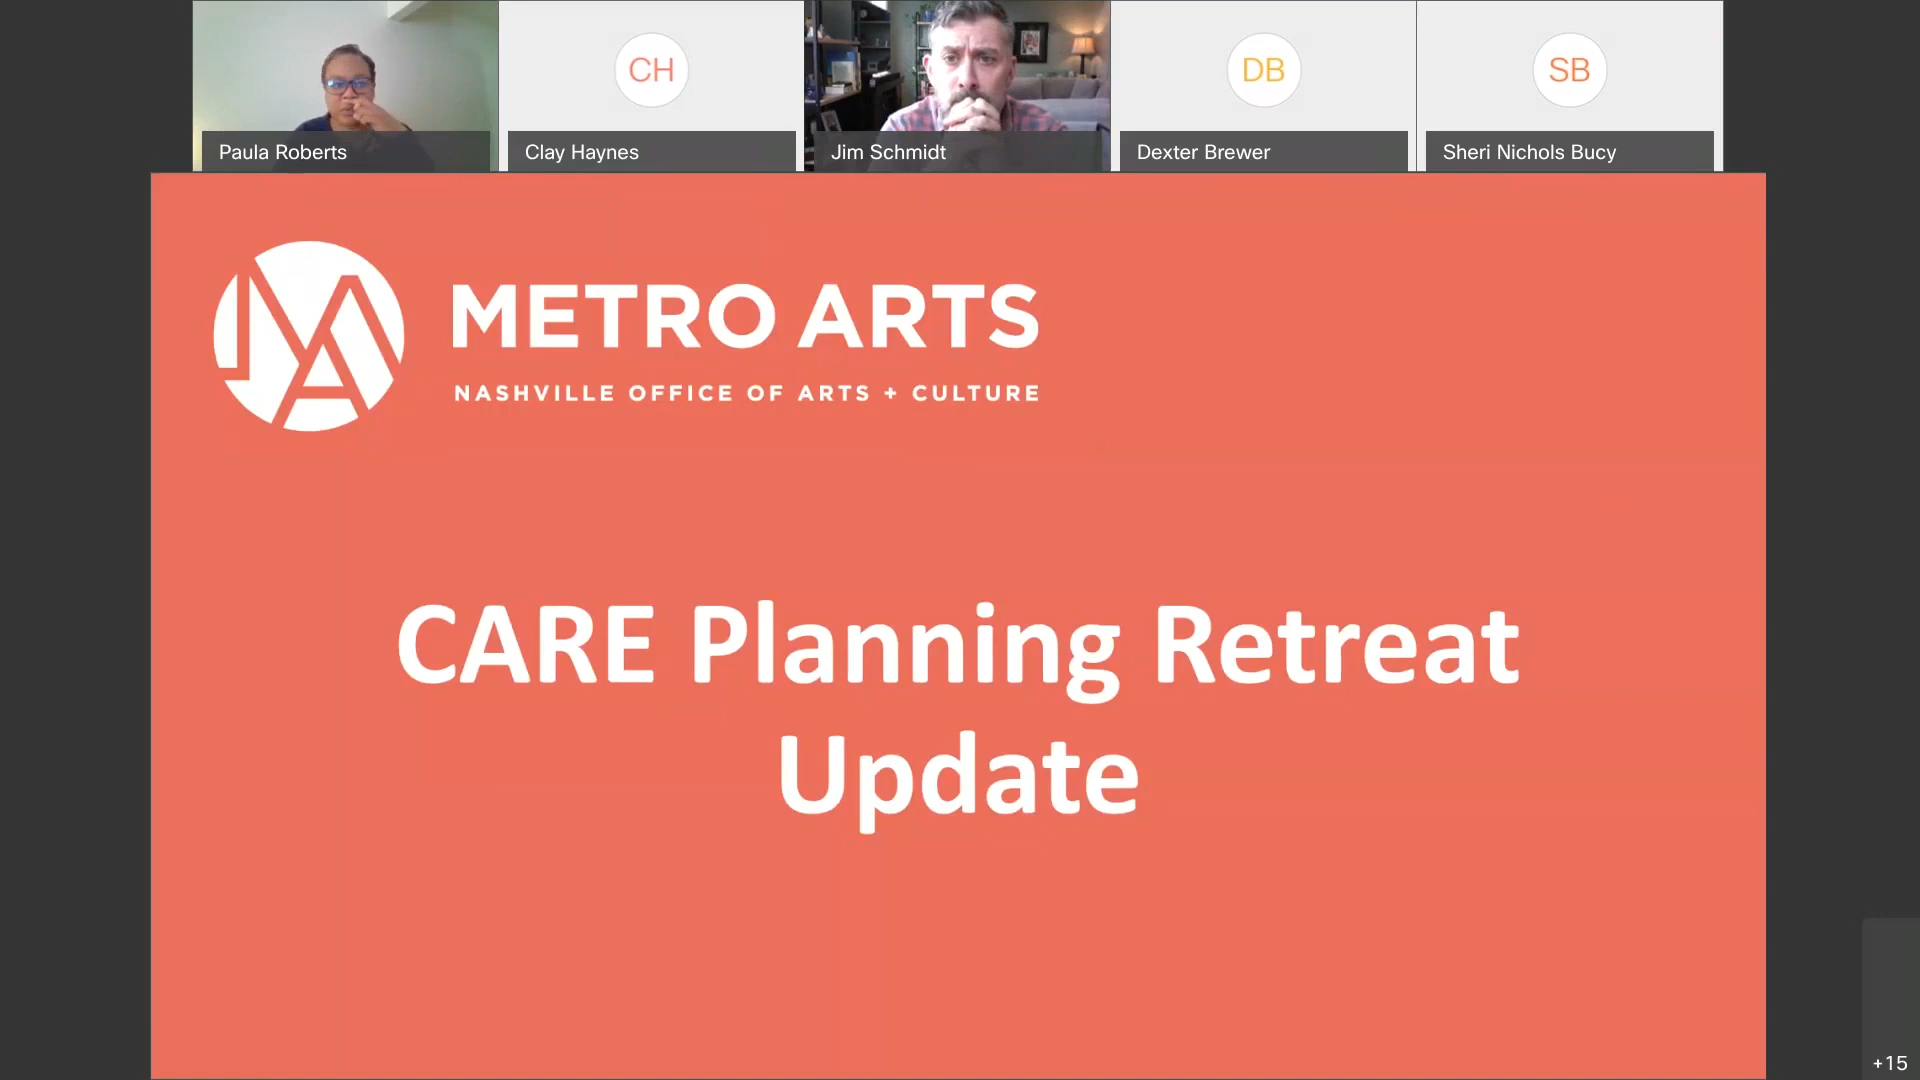 CH
DB
SB
Paula Roberts
Clay Haynes
Jim Schmidt
Dexter Brewer
Sheri Nichols Bucy
MA
METRO ARTS
NASHVILLE OFFICE OF ARTS + CULTURE
CARE Planning Retreat
Update
+15